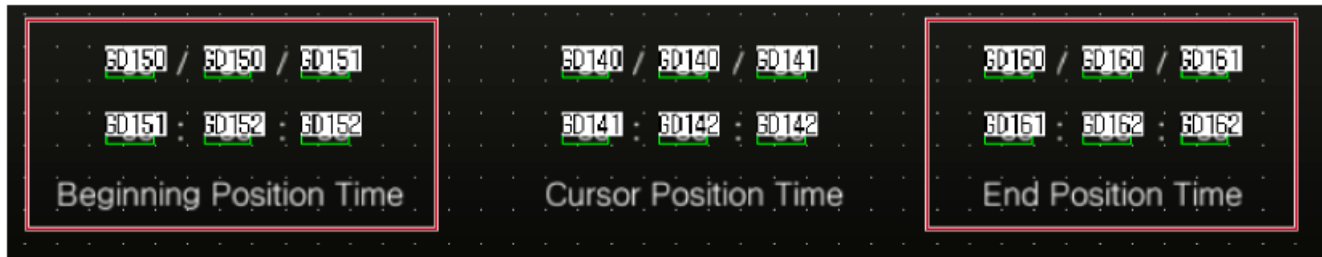 GD150 / GD150 / GD151
GD151 : GD152 : GD152
Beginning Position Time
GD140 / GD140 / GD141
GD141 : GD142 : GD142
Cursor Position Time
GD160 / GD160 / GD161
GD161 : GD162 : GD162
End Position Time